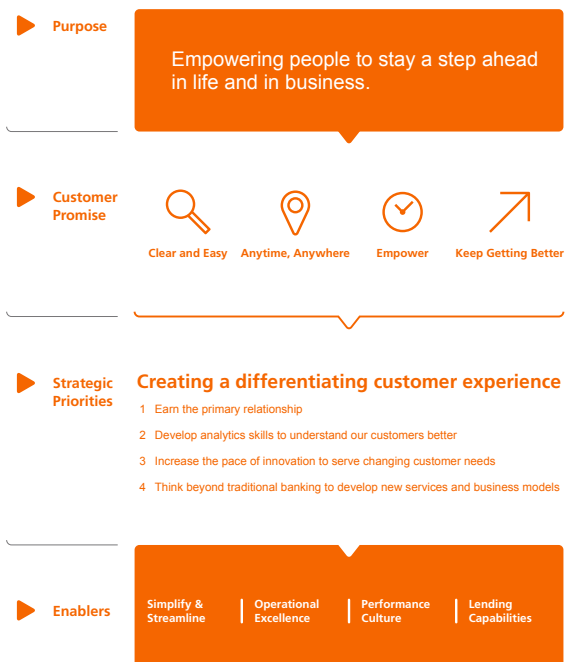 Purpose
Empowering people to stay a step ahead
in life and in business.
Customer
Promise
Clear and Easy
Anytime, Anywhere
Empower
Keep Getting Better
Strategic
Priorities
Creating a differentiating customer experience
1 Earn the primary relationship
2 Develop analytics skills to understand our customers better
3 Increase the pace of innovation to serve changing customer needs
4 Think beyond traditional banking to develop new services and business models
Enablers
Simplify &
Streamline
Operational
Excellence
Performance
Culture
Lending
Capabilities